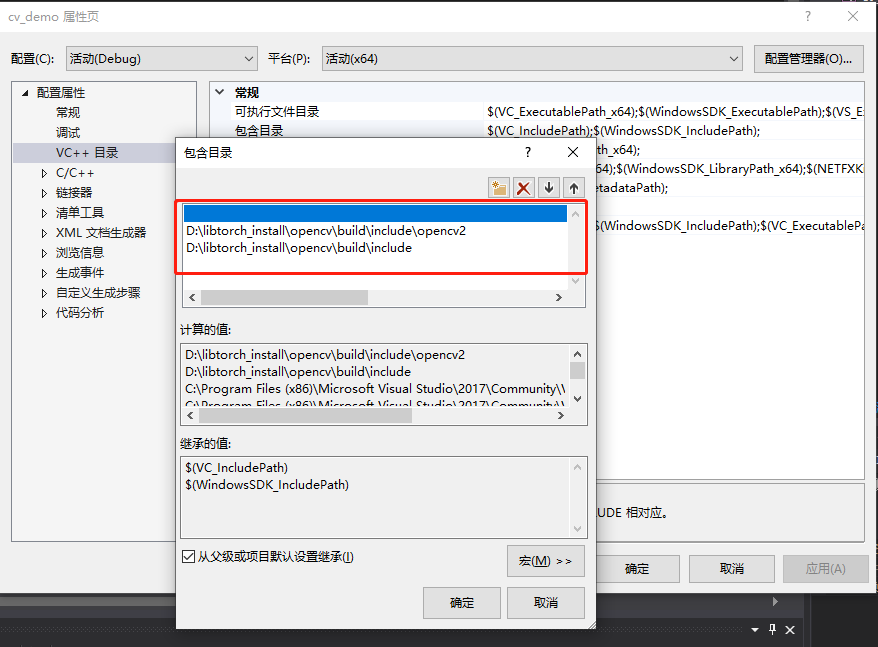 cv_demo 属性页
配置(C): 活动(Debug) 平台(P): 活动(x64) 配置管理器(O)...
配置属性
常规
调试
VC++ 目录
C/C++
链接器
清单工具
XML 文档生成器
浏览信息
生成事件
自定义生成步骤
代码分析
常规
可执行文件目录 $(VC_ExecutablePath_x64);$(WindowsSDK_ExecutablePath);$(VS_E
包含目录 $(VC_IncludePath);$(WindowsSDK_IncludePath);
th_x64);
64);$(WindowsSDK_LibraryPath_x64);$(NETFXK
etadataPath);
$(WindowsSDK_IncludePath);$(VC_ExecutablePa
UDE 相对应。
确定 取消 应用(A)
包含目录
D:\libtorch_install\opencv\build\include\opencv2
D:\libtorch_install\opencv\build\include
计算的值:
D:\libtorch_install\opencv\build\include\opencv2
D:\libtorch_install\opencv\build\include
C:\Program Files (x86)\Microsoft Visual Studio\2017\Community\V
C:\Program Files (x86)\Microsoft Visual Studio\2017\Community\V
继承的值:
$(VC_IncludePath)
$(WindowsSDK_IncludePath)
从父级或项目默认设置继承(I)
宏(M) >>
确定 取消